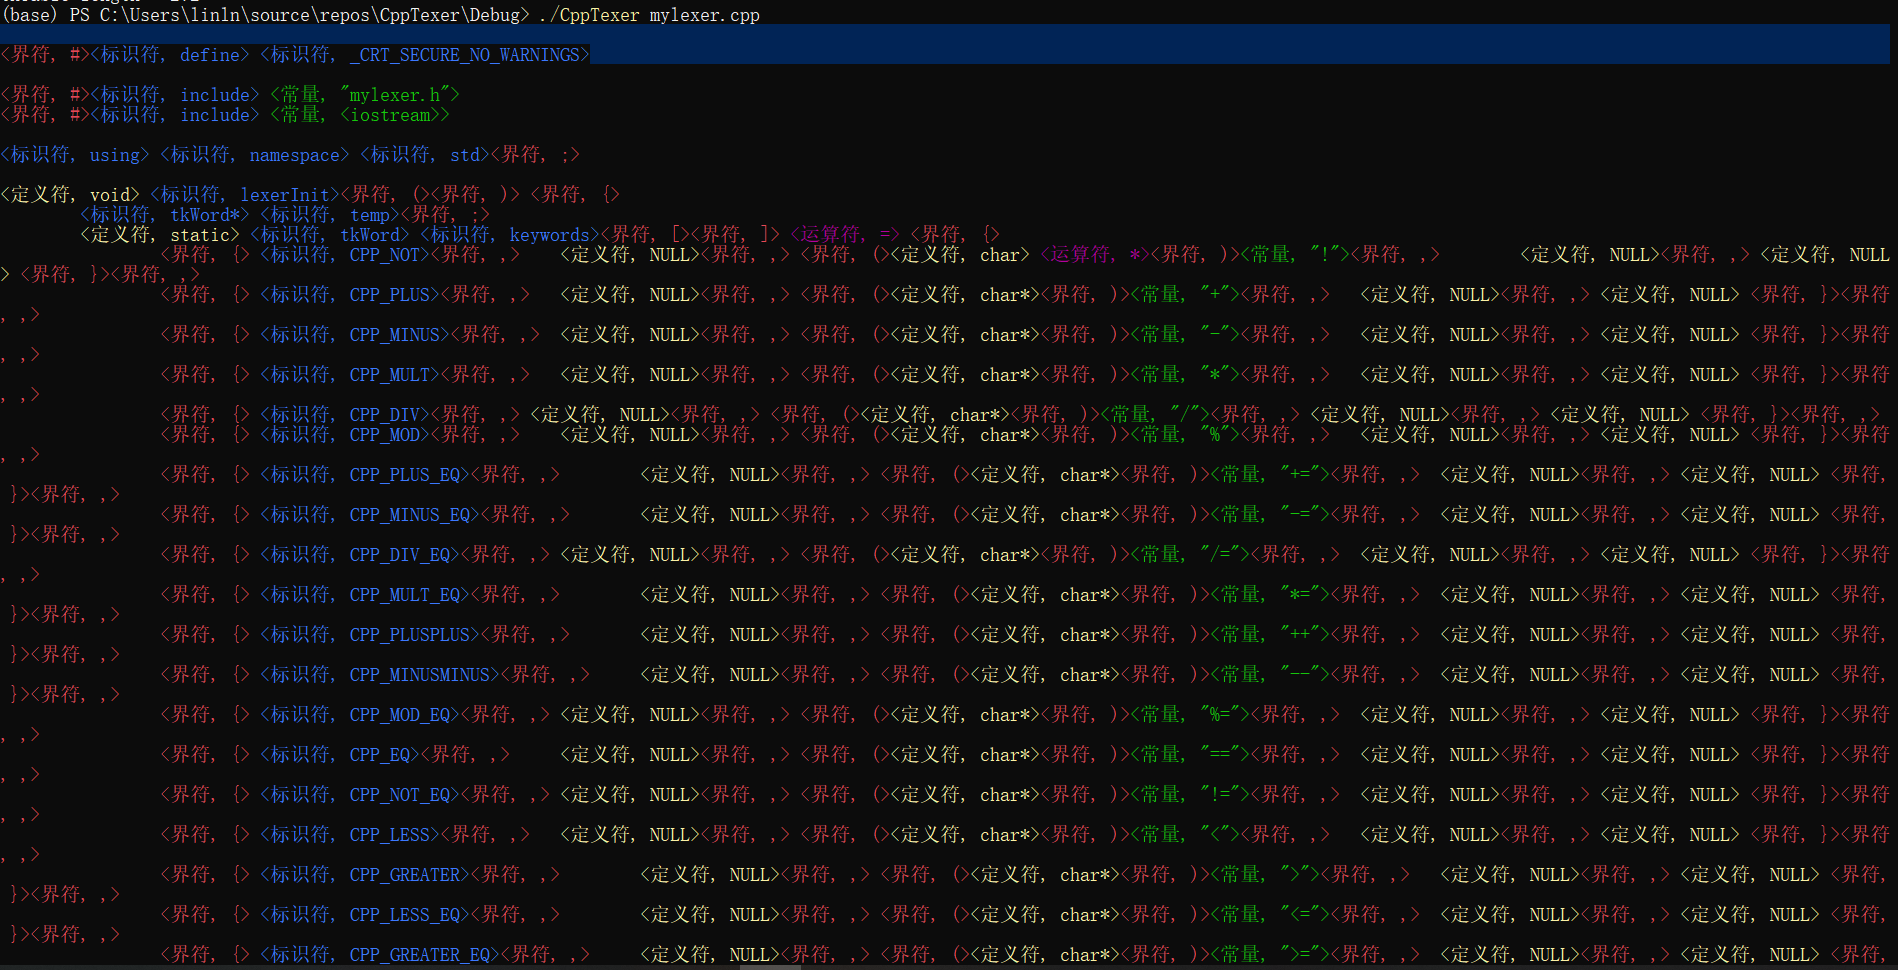 (base) PS C:\Users\linln\source\repos\CppTexer\Debug> ./CppTexer mylexer.cpp
<界符, #><标识符, define> <标识符, _CRT_SECURE_NO_WARNINGS>
<界符, #><标识符, include> <常量, "mylexer.h">
<界符, #><标识符, include> <常量, <iostream>>
<标识符, using> <标识符, namespace> <标识符, std><界符, ;>
<定义符, void> <标识符, lexerInit><界符, (><界符, )> <界符, {>
<标识符, tkWord*> <标识符, temp><界符, ;>
<定义符, static> <标识符, tkWord> <标识符, keywords><界符, [><界符, ]> <运算符, => <界符, {>
<界符, {> <标识符, CPP_NOT><界符, ,> <定义符, NULL><界符, ,> <界符, (><定义符, char> <运算符, *><界符, )><常量, "!"><界符, ,> <定义符, NULL><界符, ,> <定义符, NULL
> <界符, }><界符, ,>
<界符, {> <标识符, CPP_PLUS><界符, ,> <定义符, NULL><界符, ,> <界符, (><定义符, char*><界符, )><常量, "+"><界符, ,> <定义符, NULL><界符, ,> <定义符, NULL> <界符, }><界符
, ,>
<界符, {> <标识符, CPP_MINUS><界符, ,> <定义符, NULL><界符, ,> <界符, (><定义符, char*><界符, )><常量, "-"><界符, ,> <定义符, NULL><界符, ,> <定义符, NULL> <界符, }><界符
, ,>
<界符, {> <标识符, CPP_MULT><界符, ,> <定义符, NULL><界符, ,> <界符, (><定义符, char*><界符, )><常量, "*"><界符, ,> <定义符, NULL><界符, ,> <定义符, NULL> <界符, }><界符
, ,>
<界符, {> <标识符, CPP_DIV><界符, ,> <定义符, NULL><界符, ,> <界符, (><定义符, char*><界符, )><常量, "/"><界符, ,> <定义符, NULL><界符, ,> <定义符, NULL> <界符, }><界符, ,>
<界符, {> <标识符, CPP_MOD><界符, ,> <定义符, NULL><界符, ,> <界符, (><定义符, char*><界符, )><常量, "%"><界符, ,> <定义符, NULL><界符, ,> <定义符, NULL> <界符, }><界符
, ,>
<界符, {> <标识符, CPP_PLUS_EQ><界符, ,> <定义符, NULL><界符, ,> <界符, (><定义符, char*><界符, )><常量, "+="><界符, ,> <定义符, NULL><界符, ,> <定义符, NULL> <界符,
}><界符, ,>
<界符, {> <标识符, CPP_MINUS_EQ><界符, ,> <定义符, NULL><界符, ,> <界符, (><定义符, char*><界符, )><常量, "-="><界符, ,> <定义符, NULL><界符, ,> <定义符, NULL> <界符,
}><界符, ,>
<界符, {> <标识符, CPP_DIV_EQ><界符, ,> <定义符, NULL><界符, ,> <界符, (><定义符, char*><界符, )><常量, "/="><界符, ,> <定义符, NULL><界符, ,> <定义符, NULL> <界符, }><界符
, ,>
<界符, {> <标识符, CPP_MULT_EQ><界符, ,> <定义符, NULL><界符, ,> <界符, (><定义符, char*><界符, )><常量, "*="><界符, ,> <定义符, NULL><界符, ,> <定义符, NULL> <界符,
}><界符, ,>
<界符, {> <标识符, CPP_PLUSPLUS><界符, ,> <定义符, NULL><界符, ,> <界符, (><定义符, char*><界符, )><常量, "++"><界符, ,> <定义符, NULL><界符, ,> <定义符, NULL> <界符,
}><界符, ,>
<界符, {> <标识符, CPP_MINUSMINUS><界符, ,> <定义符, NULL><界符, ,> <界符, (><定义符, char*><界符, )><常量, "--"><界符, ,> <定义符, NULL><界符, ,> <定义符, NULL> <界符,
}><界符, ,>
<界符, {> <标识符, CPP_MOD_EQ><界符, ,> <定义符, NULL><界符, ,> <界符, (><定义符, char*><界符, )><常量, "%="><界符, ,> <定义符, NULL><界符, ,> <定义符, NULL> <界符, }><界符
, ,>
<界符, {> <标识符, CPP_EQ><界符, ,> <定义符, NULL><界符, ,> <界符, (><定义符, char*><界符, )><常量, "=="><界符, ,> <定义符, NULL><界符, ,> <定义符, NULL> <界符, }><界符
, ,>
<界符, {> <标识符, CPP_NOT_EQ><界符, ,> <定义符, NULL><界符, ,> <界符, (><定义符, char*><界符, )><常量, "!="><界符, ,> <定义符, NULL><界符, ,> <定义符, NULL> <界符, }><界符
, ,>
<界符, {> <标识符, CPP_LESS><界符, ,> <定义符, NULL><界符, ,> <界符, (><定义符, char*><界符, )><常量, "<"><界符, ,> <定义符, NULL><界符, ,> <定义符, NULL> <界符, }><界符
, ,>
<界符, {> <标识符, CPP_GREATER><界符, ,> <定义符, NULL><界符, ,> <界符, (><定义符, char*><界符, )><常量, ">"><界符, ,> <定义符, NULL><界符, ,> <定义符, NULL> <界符,
}><界符, ,>
<界符, {> <标识符, CPP_LESS_EQ><界符, ,> <定义符, NULL><界符, ,> <界符, (><定义符, char*><界符, )><常量, "<="><界符, ,> <定义符, NULL><界符, ,> <定义符, NULL> <界符,
}><界符, ,>
<界符, {> <标识符, CPP_GREATER_EQ><界符, ,> <定义符, NULL><界符, ,> <界符, (><定义符, char*><界符, )><常量, ">="><界符, ,> <定义符, NULL><界符, ,> <定义符, NULL> <界符,